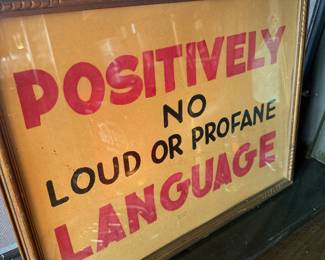 POSITIVELY
NO
LOUD OR PROFANE
LANGUAGE